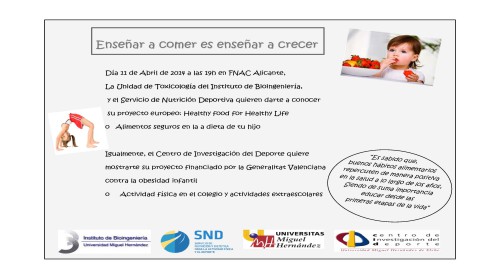 Enseñar a comer es enseñar a crecer
Día 11 de Abril de 2014 a las 19h en FNAC Alicante,
La Unidad de Toxicología del Instituto de Bioingeniería,
y el Servicio de Nutrición Deportiva quieren darte a conocer
su proyecto europeo: Healthy food for Healthy Life
o Alimentos seguros en la a dieta de tu hijo
Igualmente, el Centro de Investigación del Deporte quiere
mostrarte su proyecto financiado por la Generalitat Valenciana
contra la obesidad infantil
o Actividad física en el colegio y actividades extraescolares
"Es sabido que,
buenos hábitos alimentarios
repercuten de manera positiva
en la salud a lo largo de los años,
Siendo de suma importancia
educar desde las
primeras etapas de la vida"
Instituto de Bioingeniería
Universidad Miguel Hernández
SND
UNIVERSITAS
Miguel
Hernández
centro de
investigación del
deporte